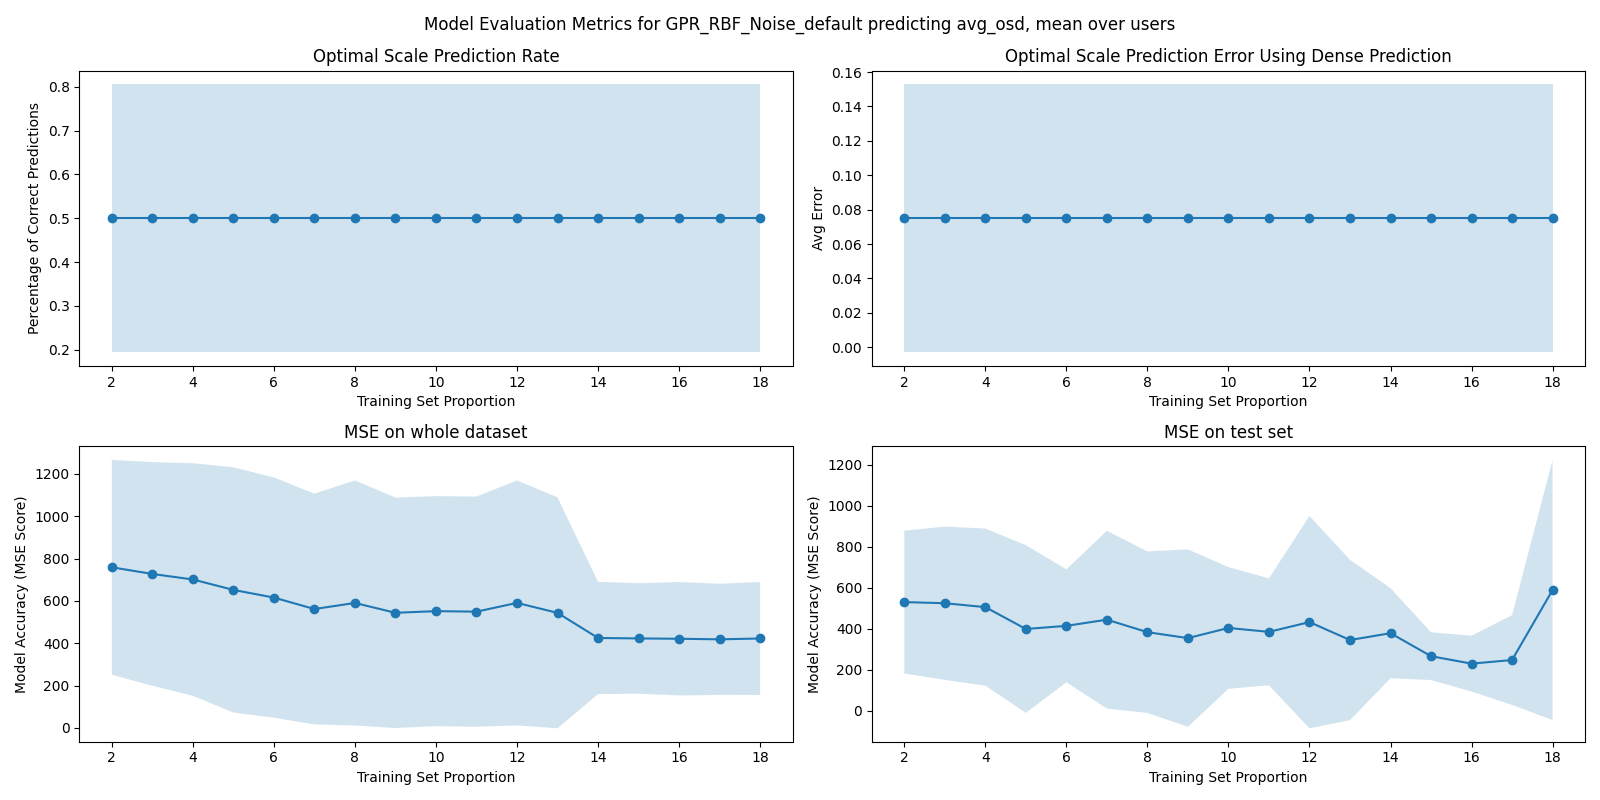 Model Evaluation Metrics for GPR_RBF_Noise_default predicting avg_osd, mean over users
Optimal Scale Prediction Rate
Percentage of Correct Predictions
0.8
0.7
0.6
0.5
0.4
0.3
0.2
2 4 6 8 10 12 14 16 18
Training Set Proportion
Optimal Scale Prediction Error Using Dense Prediction
Avg Error
0.16
0.14
0.12
0.10
0.08
0.06
0.04
0.02
0.00
2 4 6 8 10 12 14 16 18
Training Set Proportion
MSE on whole dataset
Model Accuracy (MSE Score)
1200
1000
800
600
400
200
0
2 4 6 8 10 12 14 16 18
Training Set Proportion
MSE on test set
Model Accuracy (MSE Score)
1200
1000
800
600
400
200
0
2 4 6 8 10 12 14 16 18
Training Set Proportion